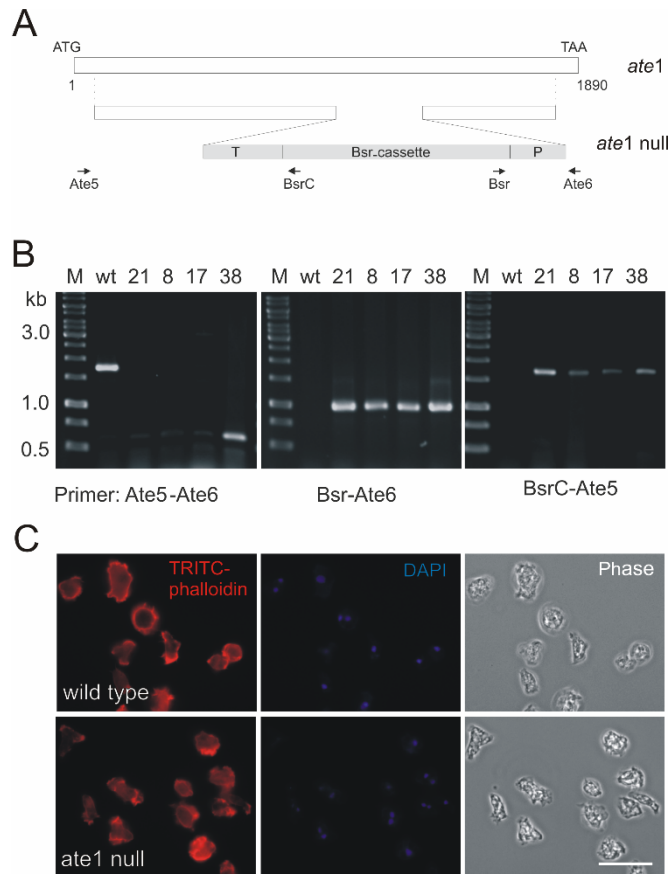 A
ATG TAA
ate1
1 1890
ate1 null
T Bsr-cassette P
Ate5 BsrC Bsr Ate6
B
M wt 21 8 17 38 M wt 21 8 17 38 M wt 21 8 17 38
kb
3.0
1.0
0.5
Primer: Ate5-Ate6 Bsr-Ate6 BsrC-Ate5
C
TRITC- DAPI Phase
phalloidin
wild type
ate1 null